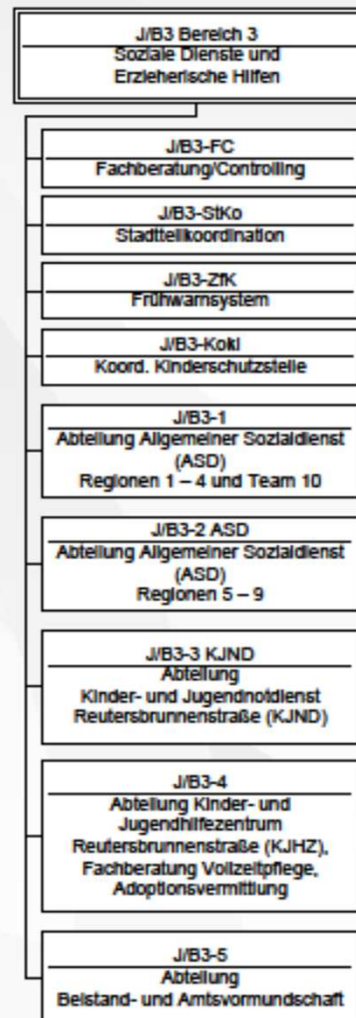 J/B3 Bereich 3
Soziale Dienste und
Erzieherische Hilfen
J/B3-FC
Fachberatung/Controlling
J/B3-StKo
Stadtteilkoordination
J/B3-ZfK
Frühwarnsystem
J/B3-Koki
Koord. Kinderschutzstelle
J/B3-1
Abteilung Allgemeiner Sozialdienst
(ASD)
Regionen 1 – 4 und Team 10
J/B3-2 ASD
Abteilung Allgemeiner Sozialdienst
(ASD)
Regionen 5 – 9
J/B3-3 KJND
Abteilung
Kinder- und Jugendnotdienst
Reutersbrunnenstraße (KJND)
J/B3-4
Abteilung Kinder- und
Jugendhilfezentrum
Reutersbrunnenstraße (KJHZ),
Fachberatung Vollzeitpflege,
Adoptionsvermittlung
J/B3-5
Abteilung
Beistand- und Amtsvormundschaft